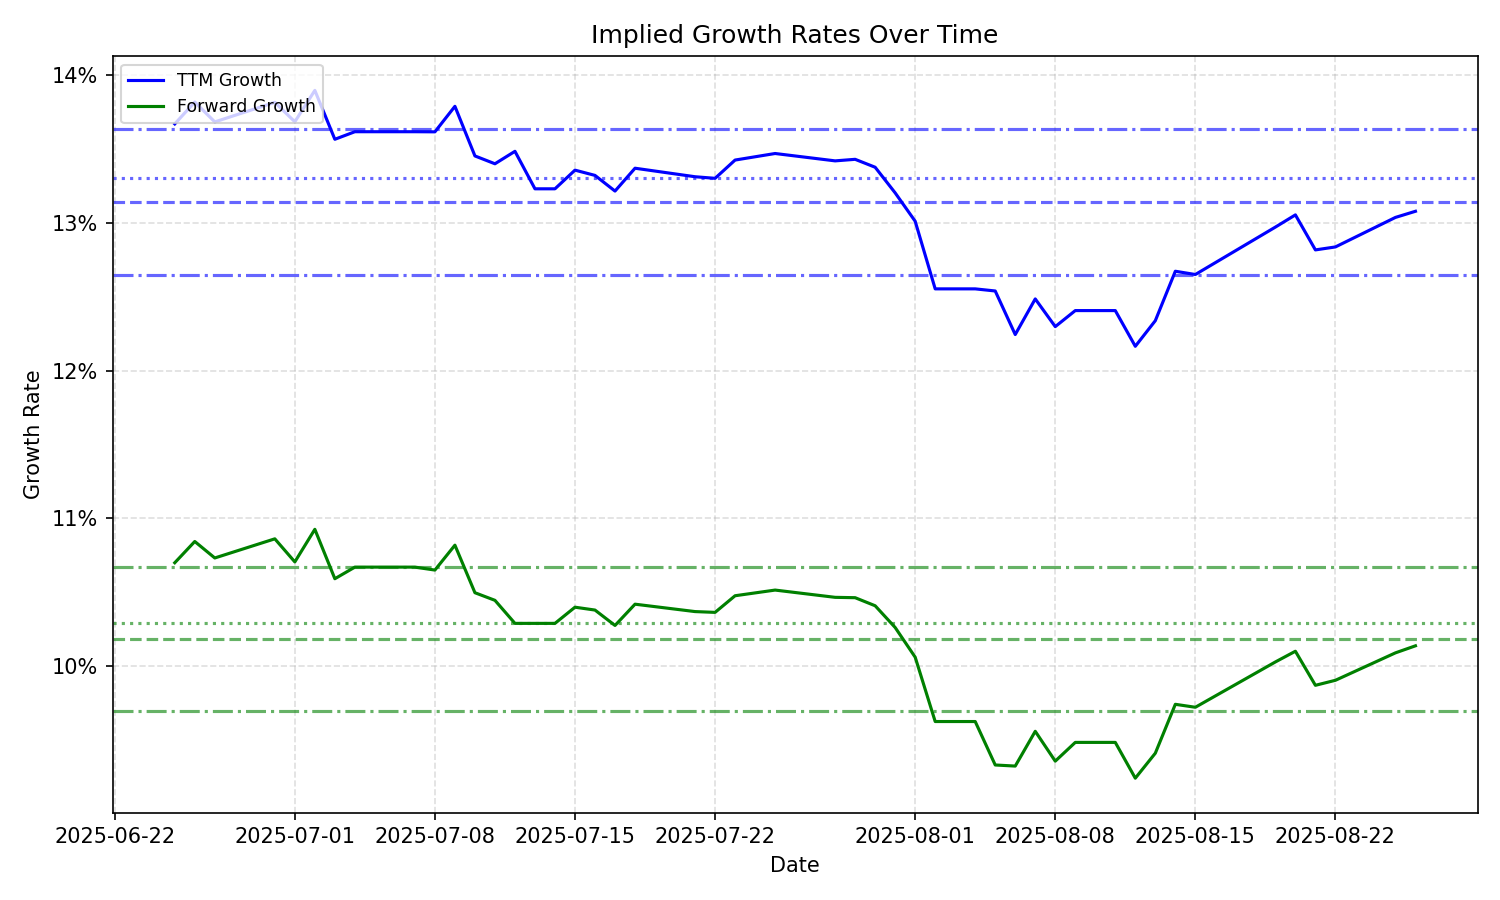 Implied Growth Rates Over Time
TTM Growth
Forward Growth
14%
13%
12%
11%
10%
Growth Rate
2025-06-22 2025-07-01 2025-07-08 2025-07-15 2025-07-22 2025-08-01 2025-08-08 2025-08-15 2025-08-22
Date